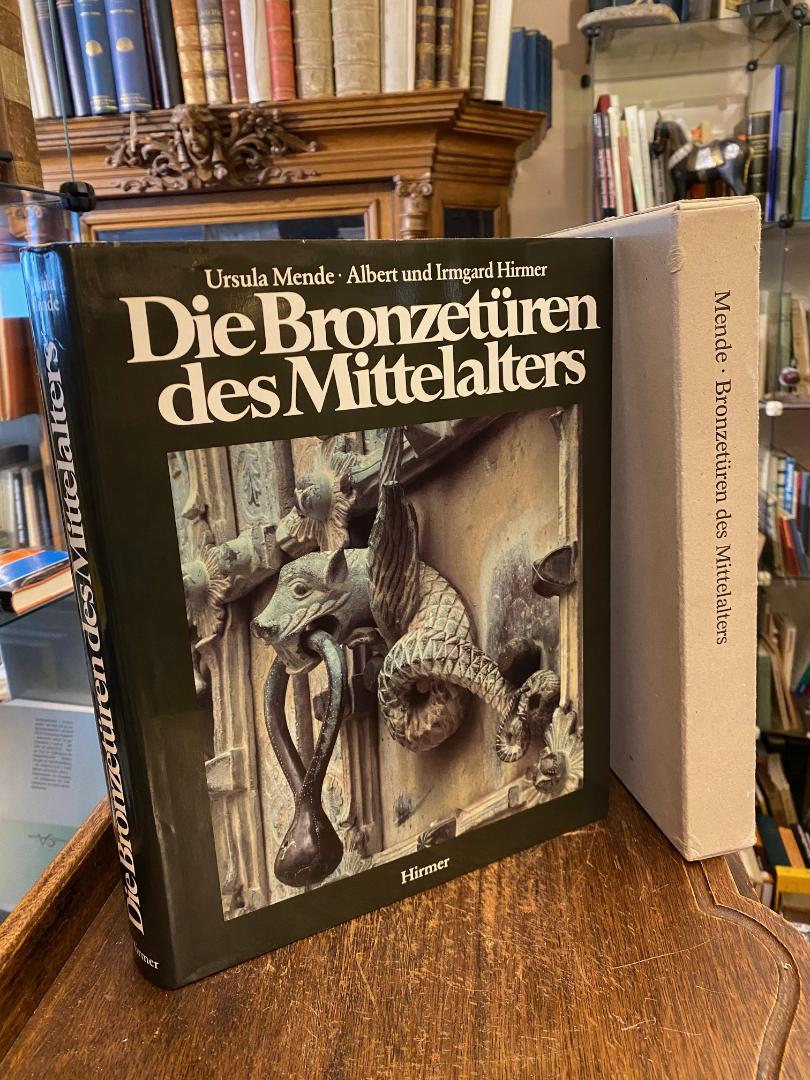 Ursula Mende · Albert und Irmgard Hirmer
Die Bronzetüren
des Mittelalters
Hirmer
Die Bronzetüren des Mittelalters
Mende · Bronzetüren des Mittelalters